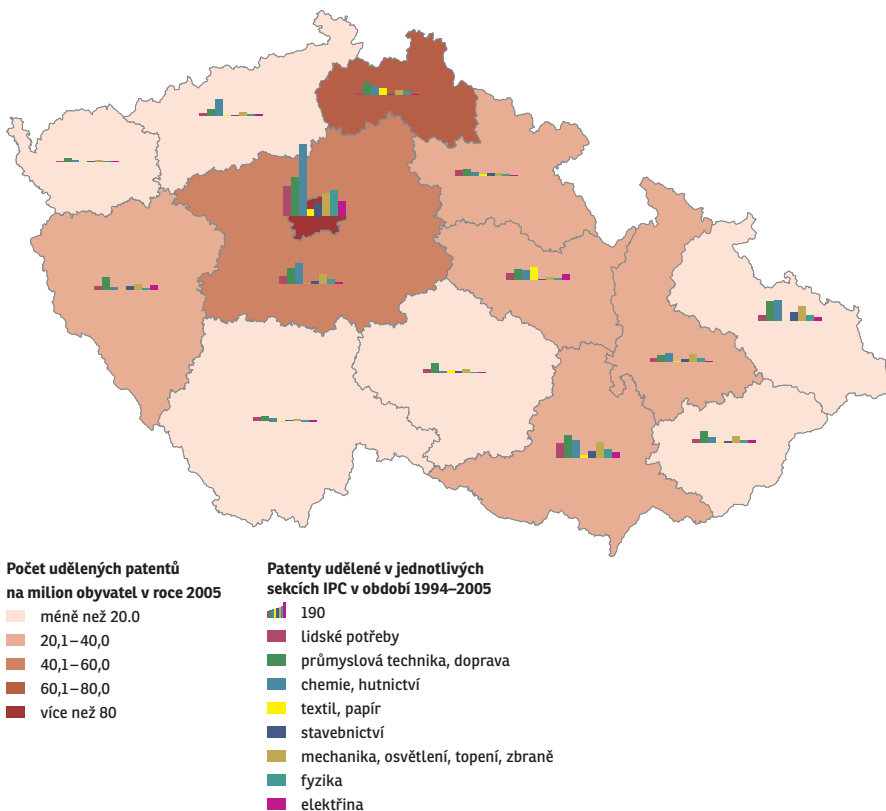 Počet udělených patentů
na milion obyvatel v roce 2005
méně než 20.0
20,1–40,0
40,1–60,0
60,1–80,0
více než 80
Patenty udělené v jednotlivých
sekcích IPC v období 1994–2005
190
lidské potřeby
průmyslová technika, doprava
chemie, hutnictví
textil, papír
stavebnictví
mechanika, osvětlení, topení, zbraně
fyzika
elektřina